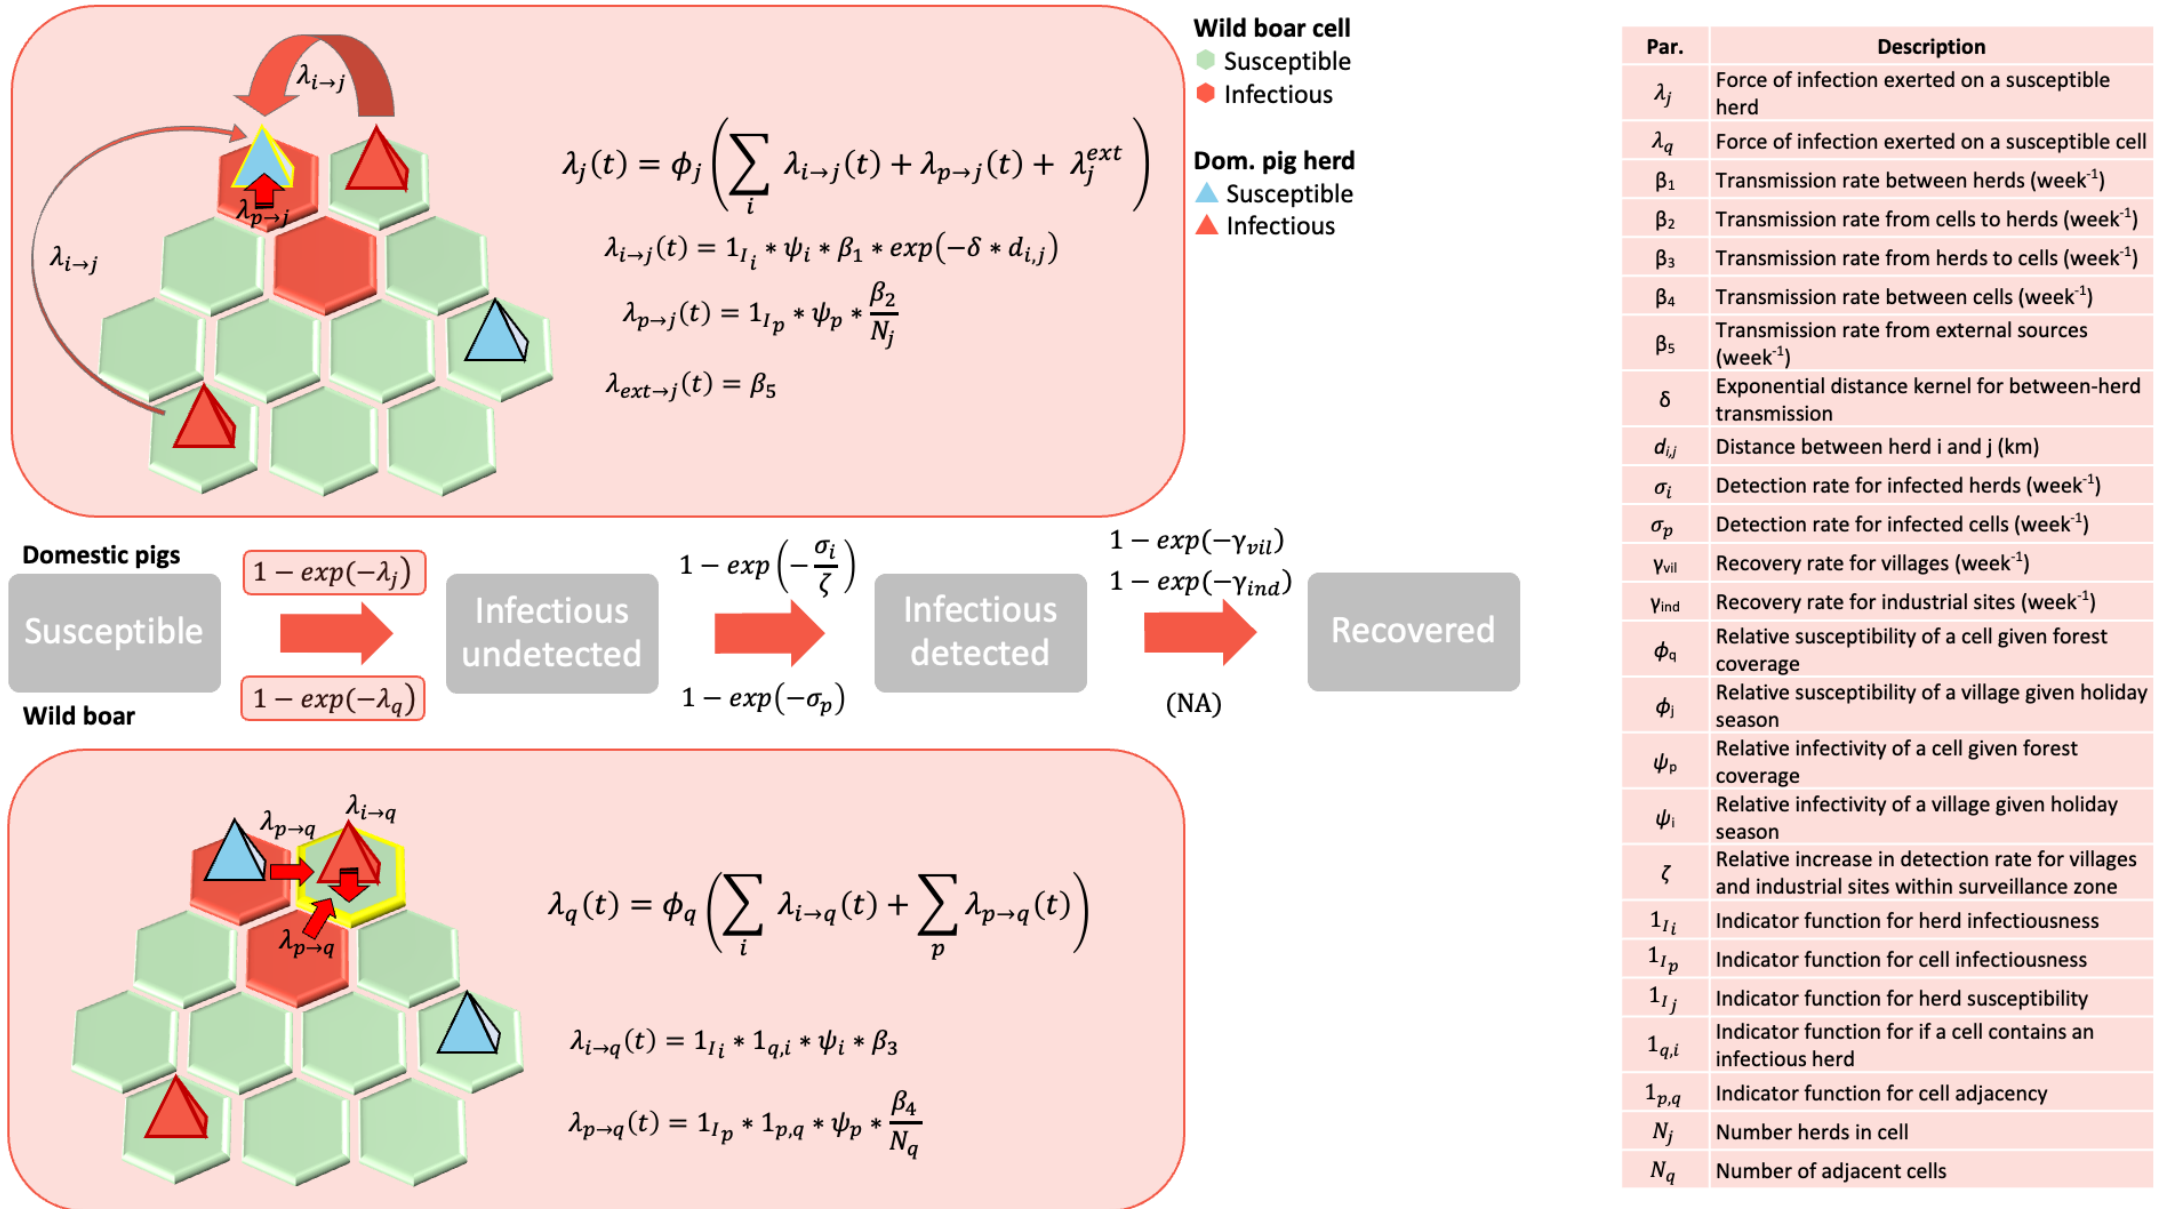 Wild boar cell
Susceptible
Infectious
Dom. pig herd
Susceptible
Infectious
λi→j
λi→j
λp→j
λj(t) = ϕj(∑i λi→j(t) + λp→j(t) + λj^ext)
λi→j(t) = 1Ii * ψi * β1 * exp(−δ * di,j)
λp→j(t) = 1Ip * ψp * β2/Nj
λext→j(t) = β5
Domestic pigs
1 − exp(−λj)
1 − exp(−σi/ζ)
1 − exp(−γvil)
1 − exp(−γind)
Susceptible
Infectious
undetected
Infectious
detected
Recovered
1 − exp(−λq)
1 − exp(−σp)
(NA)
Wild boar
λp→q
λi→q
λp→q
λq(t) = ϕq(∑i λi→q(t) + ∑p λp→q(t))
λi→q(t) = 1Ii * 1q,i * ψi * β3
λp→q(t) = 1Ip * 1p,q * ψp * β4/Nq
Par. Description
λj Force of infection exerted on a susceptible
herd
λq Force of infection exerted on a susceptible cell
β1 Transmission rate between herds (week-1)
β2 Transmission rate from cells to herds (week-1)
β3 Transmission rate from herds to cells (week-1)
β4 Transmission rate between cells (week-1)
β5 Transmission rate from external sources
(week-1)
δ Exponential distance kernel for between-herd
transmission
di,j Distance between herd i and j (km)
σi Detection rate for infected herds (week-1)
σp Detection rate for infected cells (week-1)
γvil Recovery rate for villages (week-1)
γind Recovery rate for industrial sites (week-1)
ϕq Relative susceptibility of a cell given forest
coverage
ϕj Relative susceptibility of a village given holiday
season
ψp Relative infectivity of a cell given forest
coverage
ψi Relative infectivity of a village given holiday
season
ζ Relative increase in detection rate for villages
and industrial sites within surveillance zone
1Ii Indicator function for herd infectiousness
1Ip Indicator function for cell infectiousness
1Ij Indicator function for herd susceptibility
1q,i Indicator function for if a cell contains an
infectious herd
1p,q Indicator function for cell adjacency
Nj Number herds in cell
Nq Number of adjacent cells